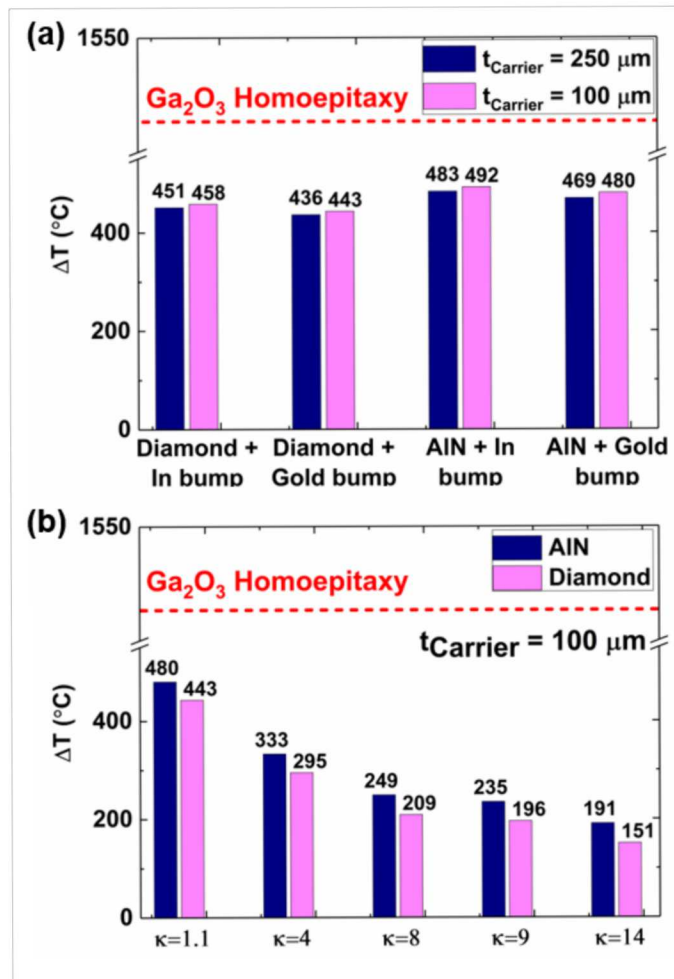 (a)
1550
t_Carrier = 250 μm
t_Carrier = 100 μm
Ga₂O₃ Homoepitaxy
451 458 436 443 483 492 469 480
400
200
0
ΔT (°C)
Diamond + In bump
Diamond + Gold bump
AlN + In bump
AlN + Gold bump
(b)
1550
AlN
Diamond
Ga₂O₃ Homoepitaxy
t_Carrier = 100 μm
480 443 333 295 249 209 235 196 191 151
400
200
0
ΔT (°C)
κ=1.1 κ=4 κ=8 κ=9 κ=14